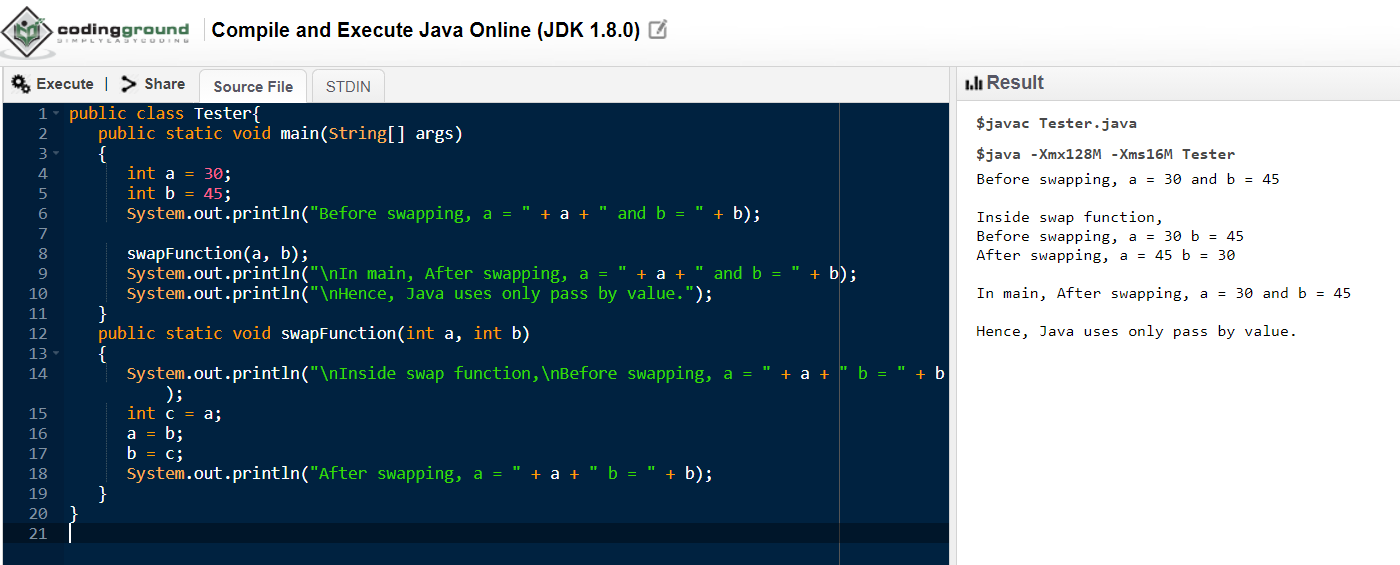 codingground
SIMPLYEASYCODING
Compile and Execute Java Online (JDK 1.8.0)
Execute | Share Source File STDIN
1 public class Tester{
2 public static void main(String[] args)
3 {
4 int a = 30;
5 int b = 45;
6 System.out.println("Before swapping, a = " + a + " and b = " + b);
7
8 swapFunction(a, b);
9 System.out.println("\nIn main, After swapping, a = " + a + " and b = " + b);
10 System.out.println("\nHence, Java uses only pass by value.");
11 }
12 public static void swapFunction(int a, int b)
13 {
14 System.out.println("\nInside swap function,\nBefore swapping, a = " + a + " b = " + b
);
15 int c = a;
16 a = b;
17 b = c;
18 System.out.println("After swapping, a = " + a + " b = " + b);
19 }
20 }
21
Result
$javac Tester.java
$java -Xmx128M -Xms16M Tester
Before swapping, a = 30 and b = 45
Inside swap function,
Before swapping, a = 30 b = 45
After swapping, a = 45 b = 30
In main, After swapping, a = 30 and b = 45
Hence, Java uses only pass by value.